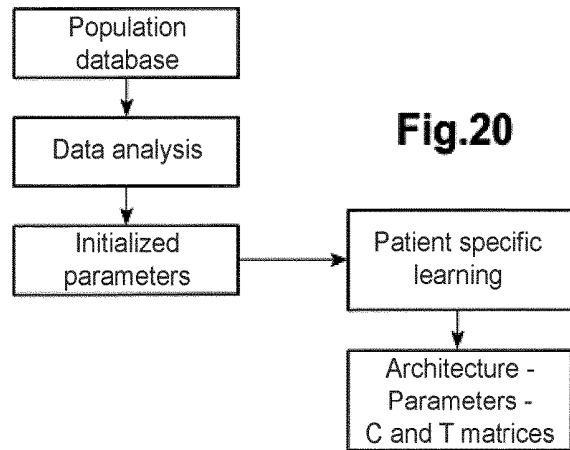 Population
database
Data analysis
Fig.20
Initialized
parameters
Patient specific
learning
Architecture -
Parameters -
C and T matrices